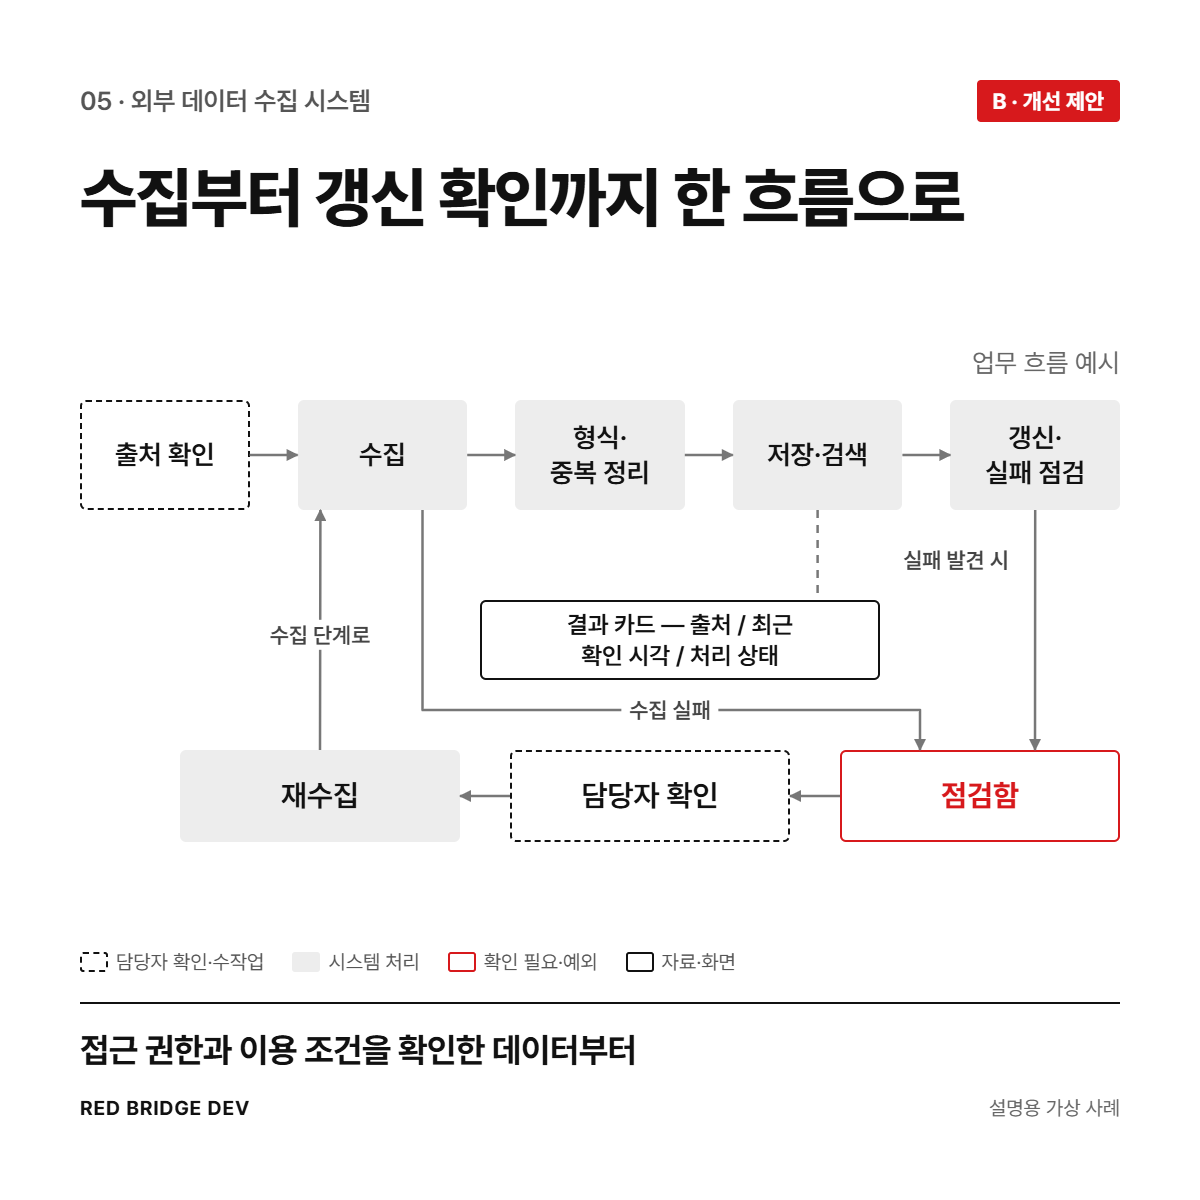 05 · 외부 데이터 수집 시스템
B · 개선 제안
수집부터 갱신 확인까지 한 흐름으로
업무 흐름 예시
출처 확인
수집
형식·
중복 정리
저장·검색
갱신·
실패 점검
실패 발견 시
수집 단계로
결과 카드 — 출처 / 최근
확인 시각 / 처리 상태
수집 실패
재수집
담당자 확인
점검함
담당자 확인·수작업
시스템 처리
확인 필요·예외
자료·화면
접근 권한과 이용 조건을 확인한 데이터부터
RED BRIDGE DEV
설명용 가상 사례